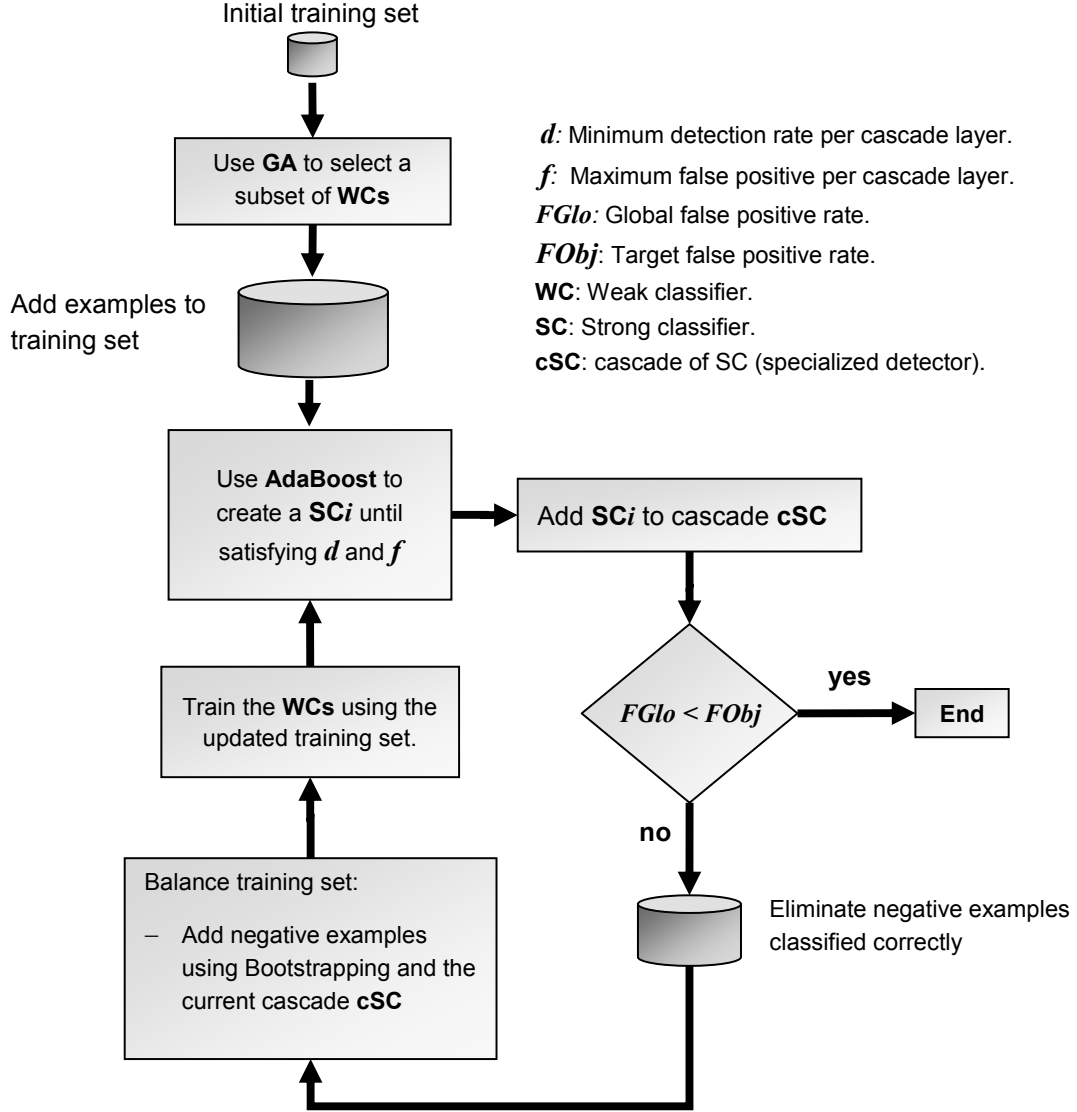 Initial training set
Use GA to select a
subset of WCs
d: Minimum detection rate per cascade layer.
f: Maximum false positive per cascade layer.
FGlo: Global false positive rate.
FObj: Target false positive rate.
WC: Weak classifier.
SC: Strong classifier.
cSC: cascade of SC (specialized detector).
Add examples to
training set
Use AdaBoost to
create a SCi until
satisfying d and f
Add SCi to cascade cSC
FGlo < FObj
yes
End
no
Eliminate negative examples
classified correctly
Balance training set:
– Add negative examples
using Bootstrapping and the
current cascade cSC
Train the WCs using the
updated training set.